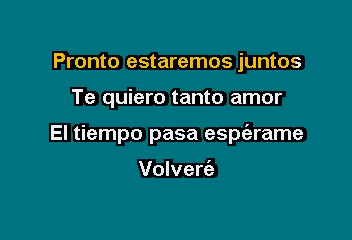 Pronto estaremos juntos
Te quiero tanto amor
El tiempo pasa espérame
Volveré